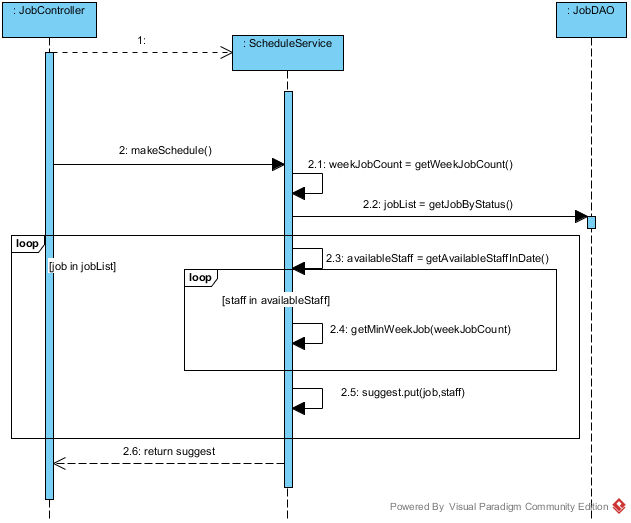 : JobController
: JobDAO
: ScheduleService
1:
2: makeSchedule()
2.1: weekJobCount = getWeekJobCount()
2.2: jobList = getJobByStatus()
loop
[job in jobList]
2.3: availableStaff = getAvailableStaffInDate()
loop
[staff in availableStaff]
2.4: getMinWeekJob(weekJobCount)
2.5: suggest.put(job,staff)
2.6: return suggest
Powered By Visual Paradigm Community Edition